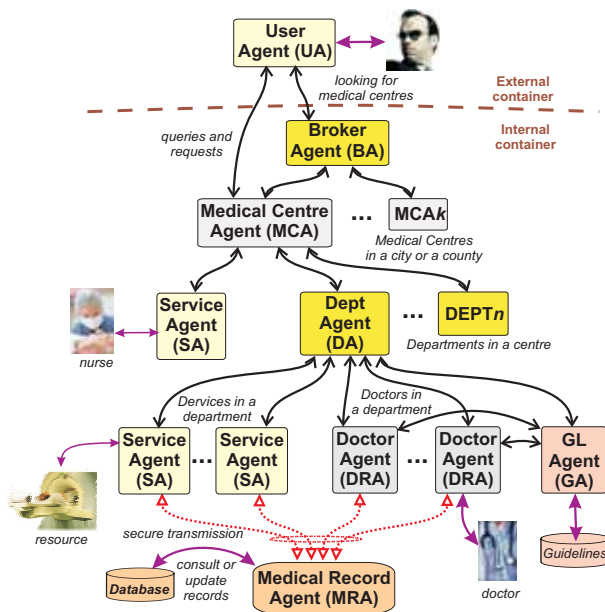 User
Agent (UA)
looking for
medical centres
External
container
Internal
container
queries and
requests
Broker
Agent (BA)
Medical Centre
Agent (MCA)
...
MCAk
Medical Centres
in a city or a county
Service
Agent
(SA)
nurse
Dept
Agent
(DA)
...
DEPTn
Departments in a centre
Dervices in a
department
Doctors in
a department
Service
Agent
(SA)
...
Service
Agent
(SA)
Doctor
Agent
(DRA)
...
Doctor
Agent
(DRA)
GL
Agent
(GA)
resource
secure transmission
consult or
update
records
Database
Medical Record
Agent (MRA)
doctor
Guidelines